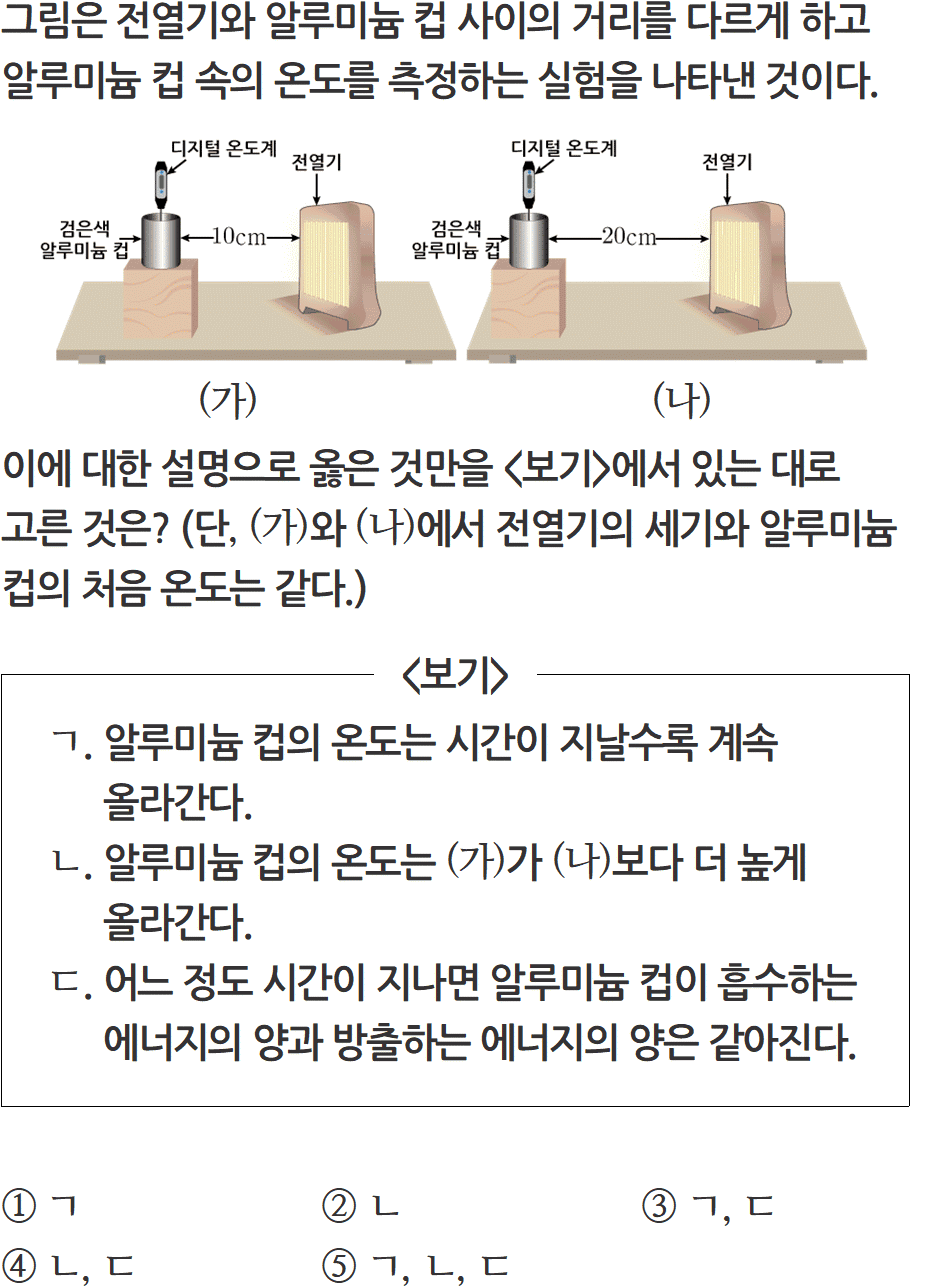 그림은 전열기와 알루미늄 컵 사이의 거리를 다르게 하고
알루미늄 컵 속의 온도를 측정하는 실험을 나타낸 것이다.
디지털 온도계
전열기
검은색
알루미늄 컵
10cm
(가)
디지털 온도계
전열기
검은색
알루미늄 컵
20cm
(나)
이에 대한 설명으로 옳은 것만을 <보기>에서 있는 대로
고른 것은? (단, (가)와 (나)에서 전열기의 세기와 알루미늄
컵의 처음 온도는 같다.)
<보기>
ㄱ. 알루미늄 컵의 온도는 시간이 지날수록 계속
올라간다.
ㄴ. 알루미늄 컵의 온도는 (가)가 (나)보다 더 높게
올라간다.
ㄷ. 어느 정도 시간이 지나면 알루미늄 컵이 흡수하는
에너지의 양과 방출하는 에너지의 양은 같아진다.
① ㄱ ② ㄴ ③ ㄱ, ㄷ
④ ㄴ, ㄷ ⑤ ㄱ, ㄴ, ㄷ